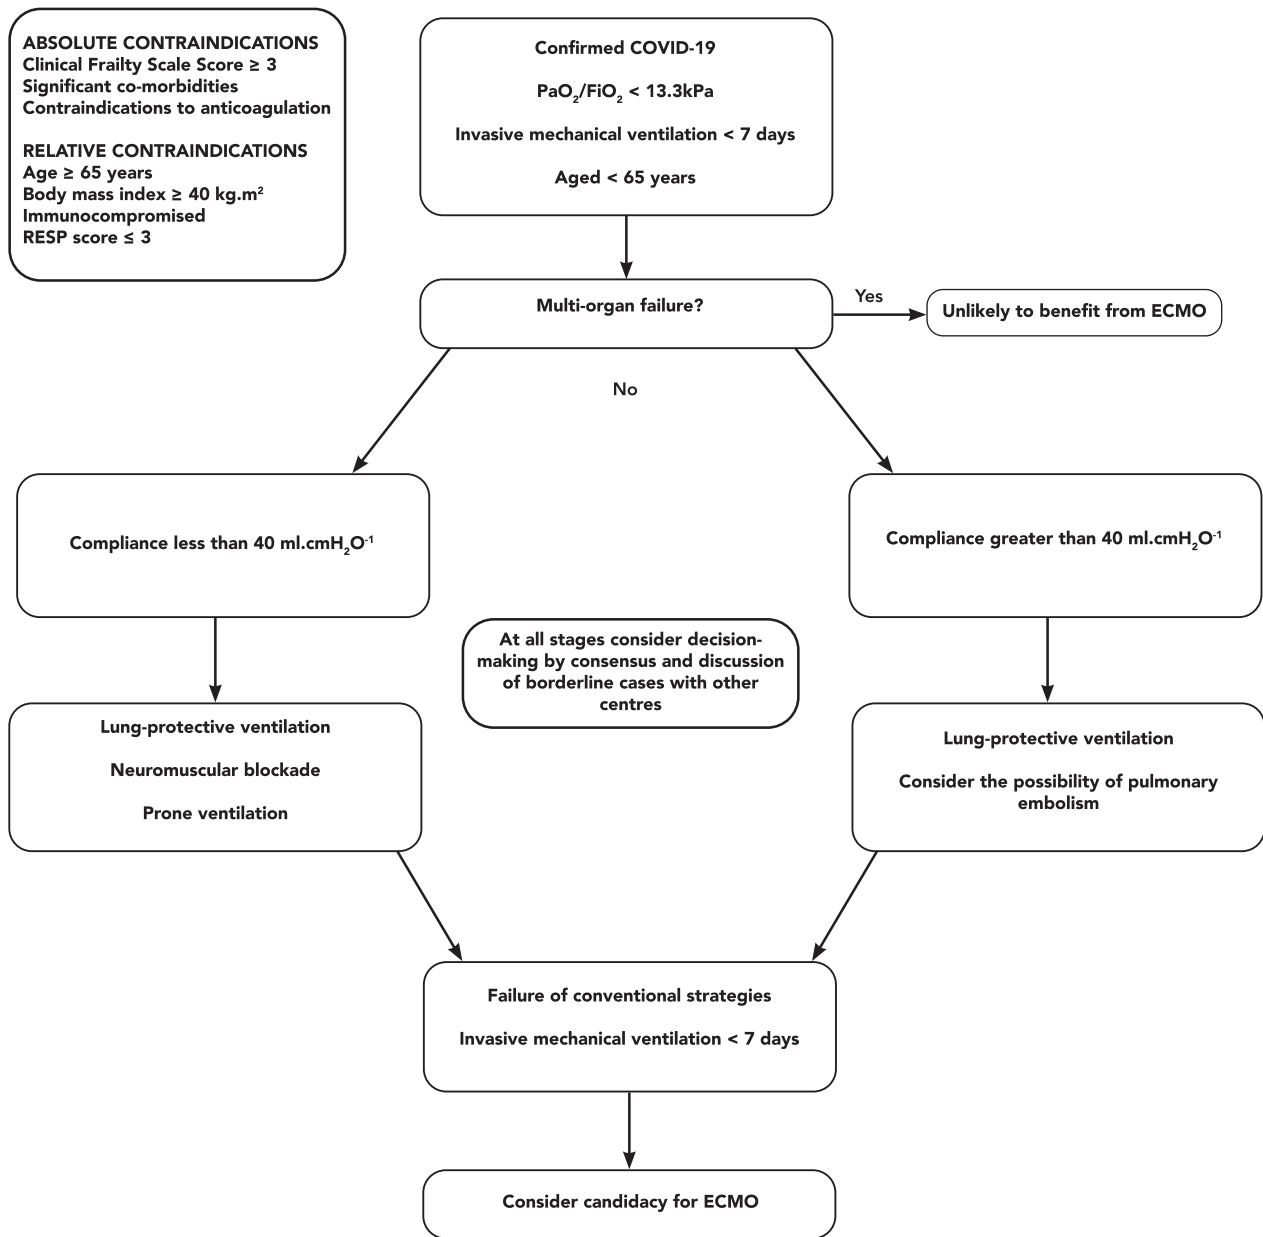 ABSOLUTE CONTRAINDICATIONS
Clinical Frailty Scale Score ≥ 3
Significant co-morbidities
Contraindications to anticoagulation
RELATIVE CONTRAINDICATIONS
Age ≥ 65 years
Body mass index ≥ 40 kg.m²
Immunocompromised
RESP score ≤ 3
Confirmed COVID-19
PaO₂/FiO₂ < 13.3kPa
Invasive mechanical ventilation < 7 days
Aged < 65 years
Multi-organ failure?
Yes
Unlikely to benefit from ECMO
No
Compliance less than 40 ml.cmH₂O⁻¹
Compliance greater than 40 ml.cmH₂O⁻¹
At all stages consider decision-
making by consensus and discussion
of borderline cases with other
centres
Lung-protective ventilation
Neuromuscular blockade
Prone ventilation
Lung-protective ventilation
Consider the possibility of pulmonary
embolism
Failure of conventional strategies
Invasive mechanical ventilation < 7 days
Consider candidacy for ECMO